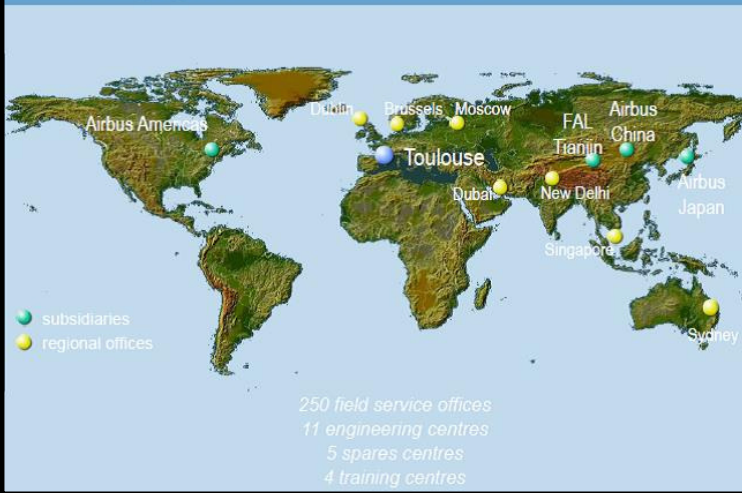 Dublin
Brussels
Moscow
Airbus Americas
FAL
Tianjin
Airbus
China
Toulouse
Dubai
New Delhi
Airbus
Japan
Singapore
Sydney
subsidiaries
regional offices
250 field service offices
11 engineering centres
5 spares centres
4 training centres